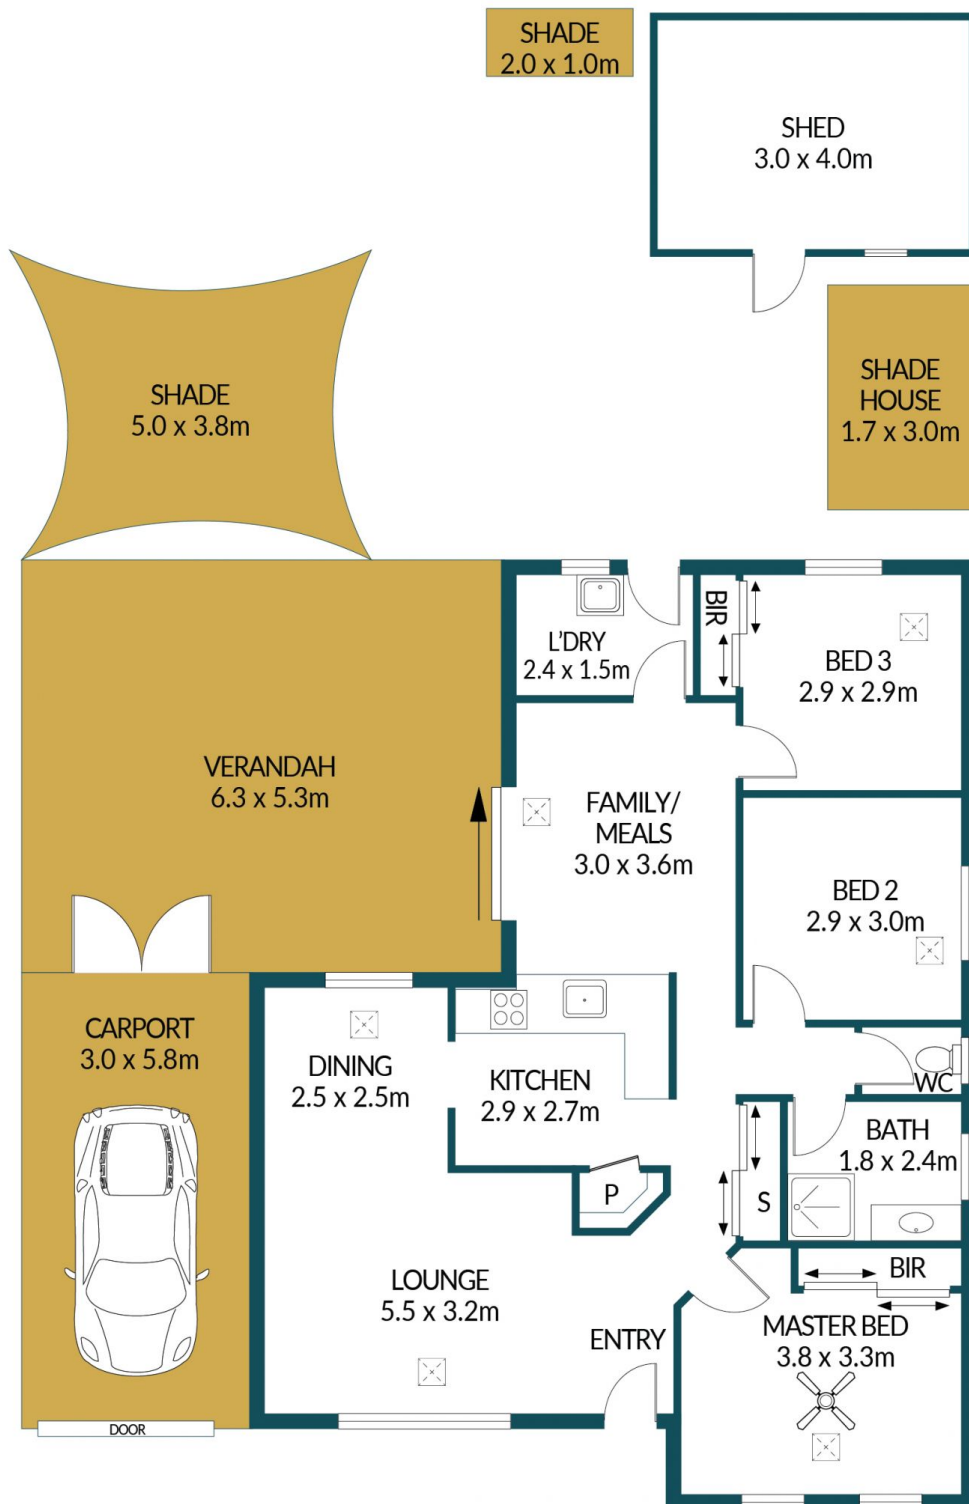 SHADE
2.0 x 1.0m
SHED
3.0 x 4.0m
SHADE
5.0 x 3.8m
SHADE
HOUSE
1.7 x 3.0m
L'DRY
2.4 x 1.5m
BIR
BED 3
2.9 x 2.9m
VERANDAH
6.3 x 5.3m
FAMILY/
MEALS
3.0 x 3.6m
BED 2
2.9 x 3.0m
CARPORT
3.0 x 5.8m
DINING
2.5 x 2.5m
KITCHEN
2.9 x 2.7m
WC
BATH
1.8 x 2.4m
P
S
LOUNGE
5.5 x 3.2m
BIR
ENTRY
MASTER BED
3.8 x 3.3m
DOOR